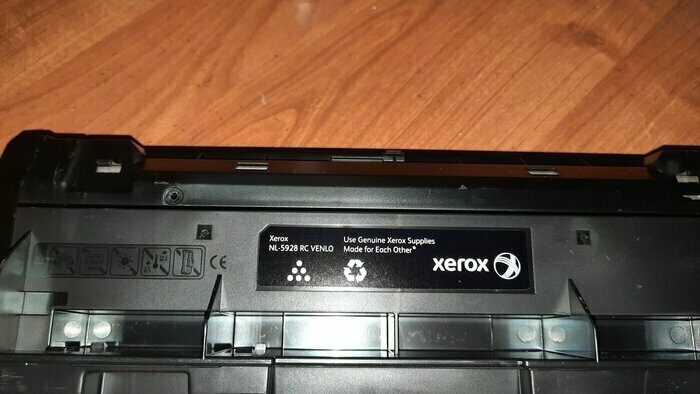 Xerox
NL-5928 RC VENLO
Use Genuine Xerox Supplies
Made for Each Other*
xerox
CE